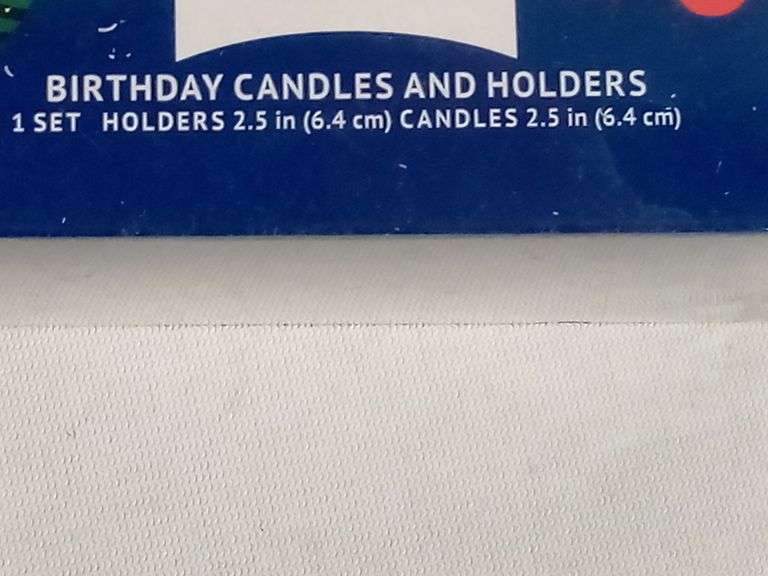 BIRTHDAY CANDLES AND HOLDERS
1 SET HOLDERS 2.5 in (6.4 cm) CANDLES 2.5 in (6.4 cm)